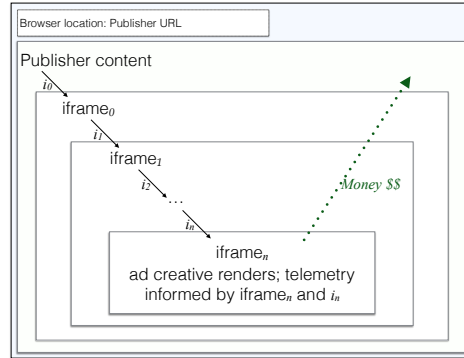 Browser location: Publisher URL
Publisher content
i₀
iframe₀
i₁
iframe₁
i₂
...
Money $$
iₙ
iframeₙ
ad creative renders; telemetry
informed by iframeₙ and iₙ